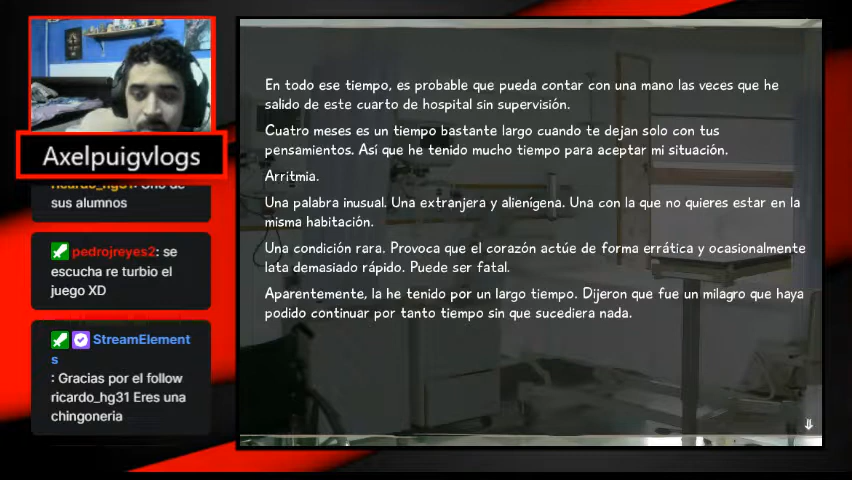 Axelpuigvlogs
ricardo_hg31: Uno de
sus alumnos
pedrojreyes2: se
escucha re turbio el
juego XD
StreamElement
s
: Gracias por el follow
ricardo_hg31 Eres una
chingoneria
En todo ese tiempo, es probable que pueda contar con una mano las veces que he
salido de este cuarto de hospital sin supervisión.
Cuatro meses es un tiempo bastante largo cuando te dejan solo con tus
pensamientos. Así que he tenido mucho tiempo para aceptar mi situación.
Arritmia.
Una palabra inusual. Una extranjera y alienígena. Una con la que no quieres estar en la
misma habitación.
Una condición rara. Provoca que el corazón actúe de forma errática y ocasionalmente
lata demasiado rápido. Puede ser fatal.
Aparentemente, la he tenido por un largo tiempo. Dijeron que fue un milagro que haya
podido continuar por tanto tiempo sin que sucediera nada.